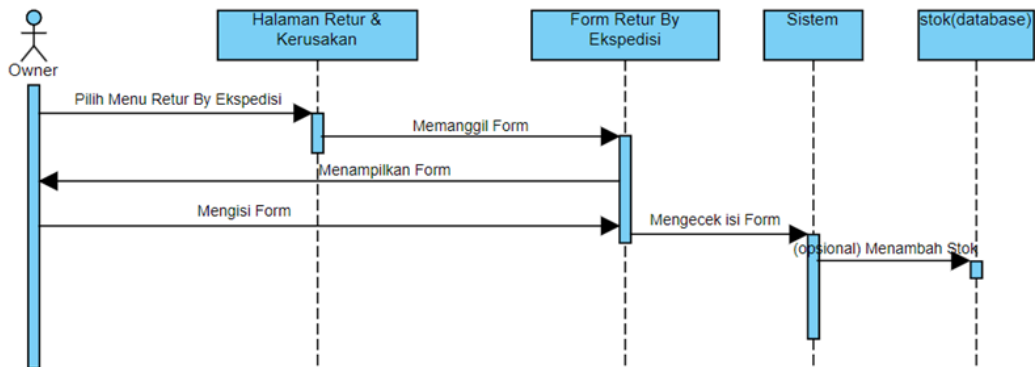 Halaman Retur &
Kerusakan
Form Retur By
Ekspedisi
Sistem
stok(database)
Owner
Pilih Menu Retur By Ekspedisi
Memanggil Form
Menampilkan Form
Mengisi Form
Mengecek isi Form
(opsional) Menambah Stok